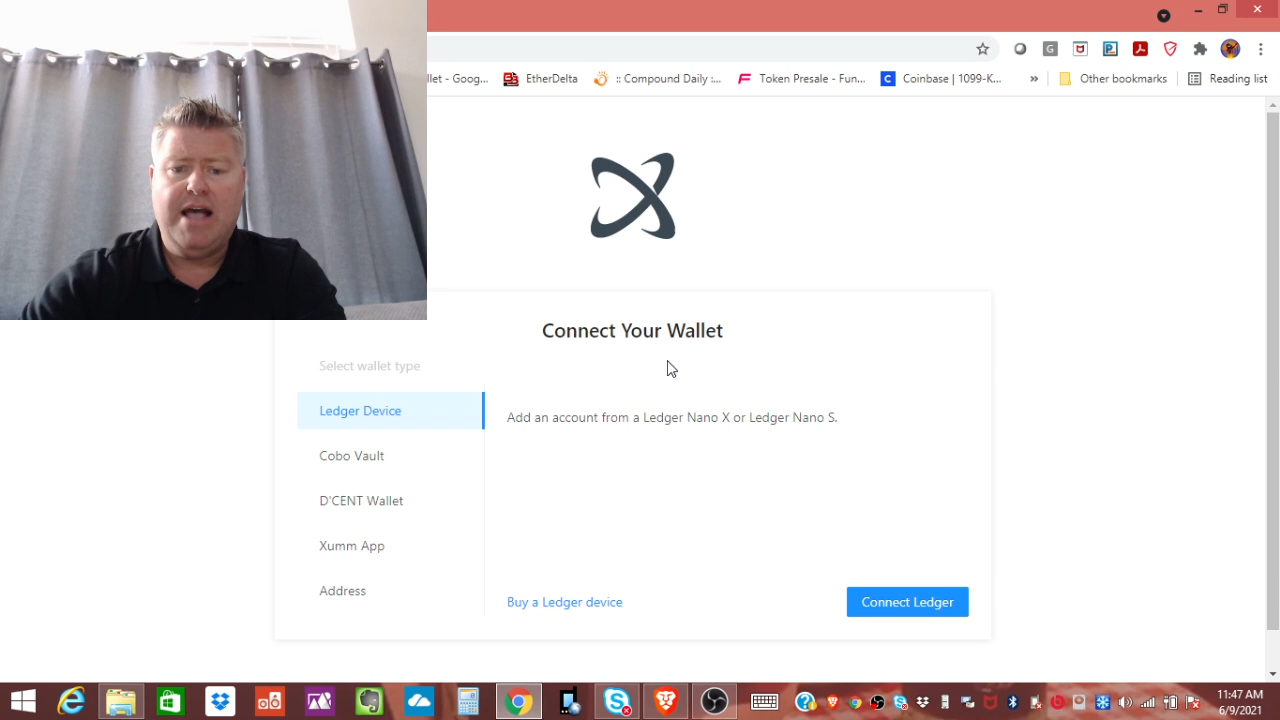 llet - Goog...
EtherDelta
:: Compound Daily :...
Token Presale - Fun...
Coinbase | 1099-K...
»
Other bookmarks
Reading list
Connect Your Wallet
Select wallet type
Ledger Device
Add an account from a Ledger Nano X or Ledger Nano S.
Cobo Vault
D'CENT Wallet
Xumm App
Address
Buy a Ledger device
Connect Ledger
11:47 AM
6/9/2021